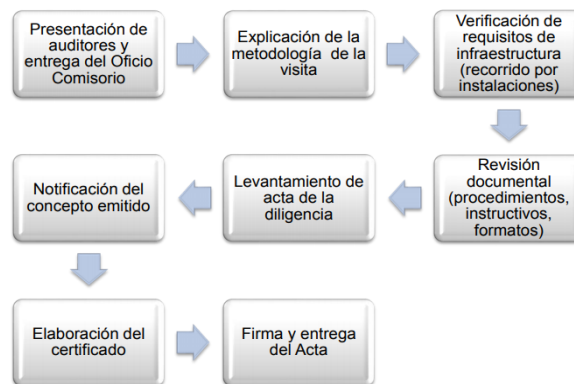 Presentación de
auditores y
entrega del Oficio
Comisorio
Explicación de la
metodología de la
visita
Verificación de
requisitos de
infraestructura
(recorrido por
instalaciones)
Revisión
documental
(procedimientos,
instructivos,
formatos)
Levantamiento de
acta de la
diligencia
Notificación del
concepto emitido
Elaboración del
certificado
Firma y entrega
del Acta